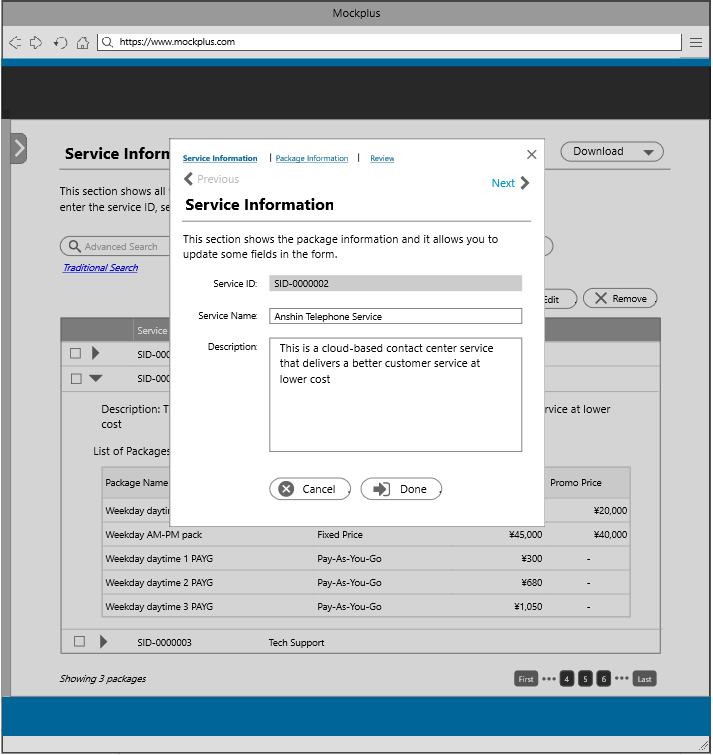 Mockplus
https://www.mockplus.com
Service Inform
Download
This section shows all
enter the service ID, se
Advanced Search
Traditional Search
Edit
Remove
Service Information | Package Information | Review
Previous
Next
Service Information
This section shows the package information and it allows you to
update some fields in the form.
Service ID: SID-0000002
Service Name: Anshin Telephone Service
Description: This is a cloud-based contact center service
that delivers a better customer service at
lower cost
Cancel
Done
Service
SID-000
SID-000
Description: T
rvice at lower
cost
List of Packages
Package Name
Promo Price
Weekday dayti
¥20,000
Weekday AM-PM pack Fixed Price ¥45,000 ¥40,000
Weekday daytime 1 PAYG Pay-As-You-Go ¥300 -
Weekday daytime 2 PAYG Pay-As-You-Go ¥680 -
Weekday daytime 3 PAYG Pay-As-You-Go ¥1,050 -
SID-0000003 Tech Support
Showing 3 packages
First ••• 4 5 6 ••• Last